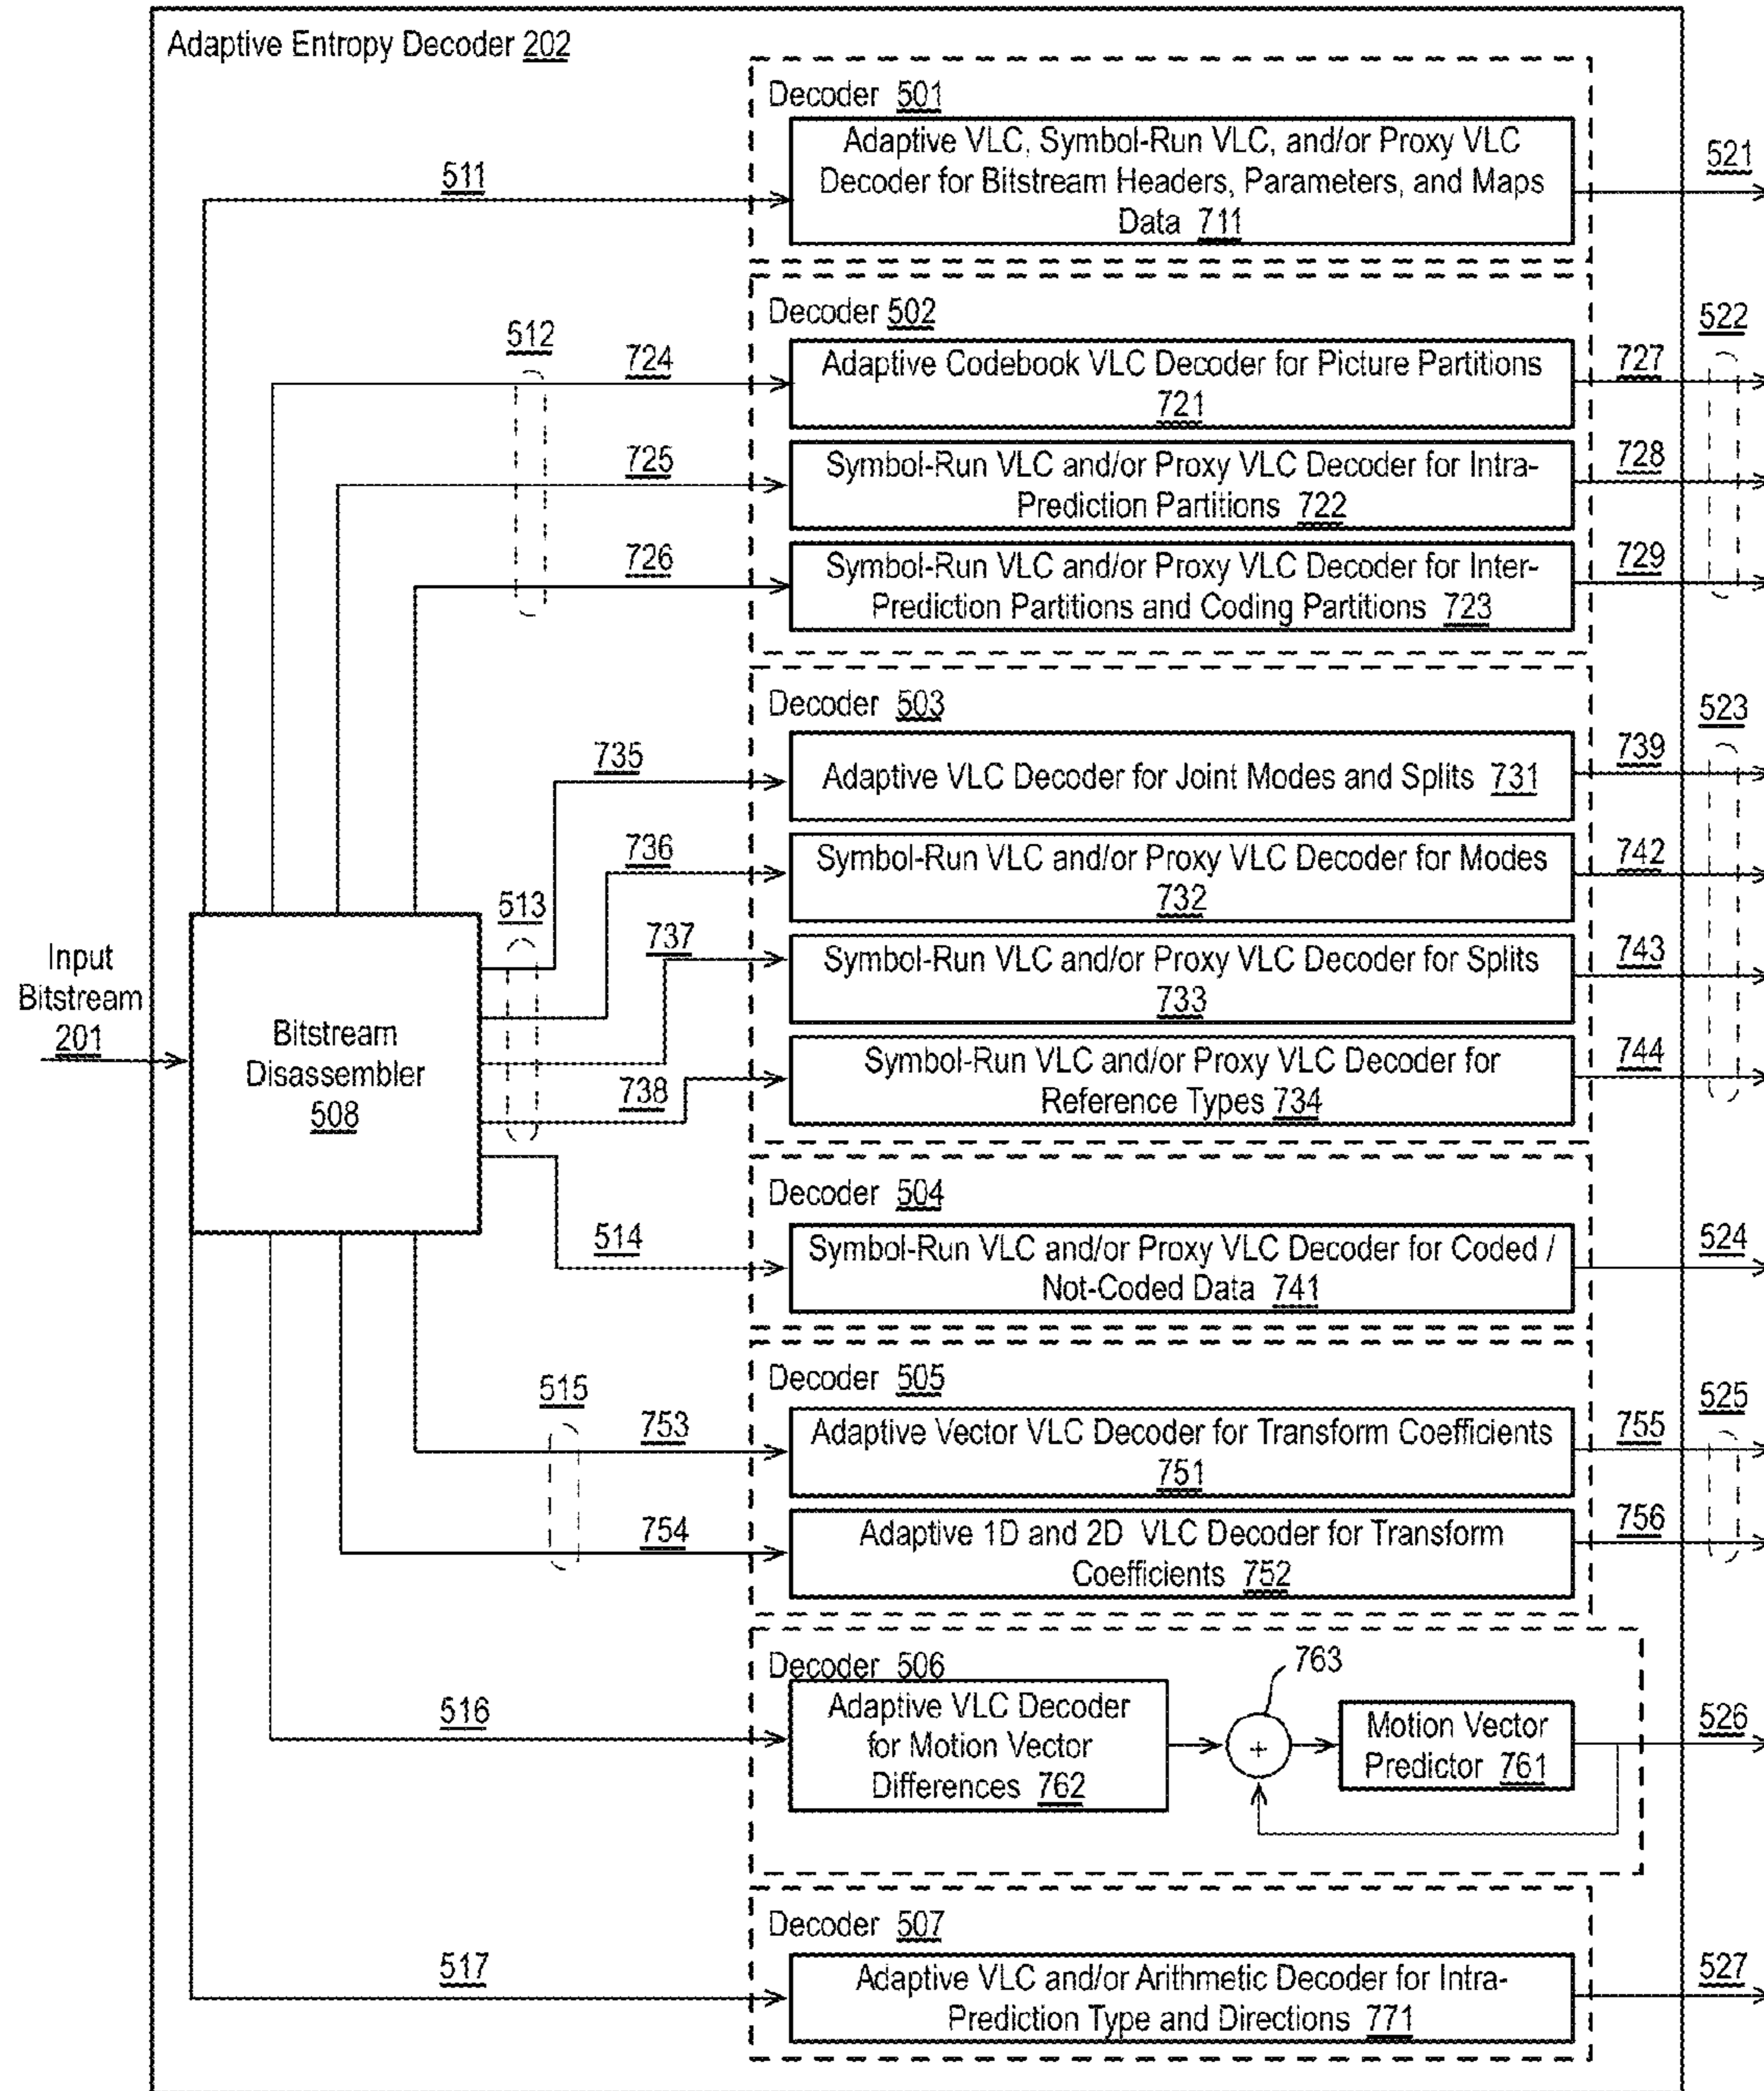 Adaptive Entropy Decoder 202
Decoder 501
Adaptive VLC, Symbol-Run VLC, and/or Proxy VLC
Decoder for Bitstream Headers, Parameters, and Maps
Data 711
511
521
Decoder 502
512
522
724
Adaptive Codebook VLC Decoder for Picture Partitions
721
727
725
Symbol-Run VLC and/or Proxy VLC Decoder for Intra-
Prediction Partitions 722
728
726
Symbol-Run VLC and/or Proxy VLC Decoder for Inter-
Prediction Partitions and Coding Partitions 723
729
Decoder 503
523
735
Adaptive VLC Decoder for Joint Modes and Splits 731
739
736
Symbol-Run VLC and/or Proxy VLC Decoder for Modes
732
742
513
737
Symbol-Run VLC and/or Proxy VLC Decoder for Splits
733
743
Input
Bitstream
201
Bitstream
Disassembler
508
738
Symbol-Run VLC and/or Proxy VLC Decoder for
Reference Types 734
744
Decoder 504
514
Symbol-Run VLC and/or Proxy VLC Decoder for Coded /
Not-Coded Data 741
524
Decoder 505
515
525
753
Adaptive Vector VLC Decoder for Transform Coefficients
751
755
754
Adaptive 1D and 2D VLC Decoder for Transform
Coefficients 752
756
Decoder 506
763
516
Adaptive VLC Decoder
for Motion Vector
Differences 762
+
Motion Vector
Predictor 761
526
Decoder 507
517
Adaptive VLC and/or Arithmetic Decoder for Intra-
Prediction Type and Directions 771
527